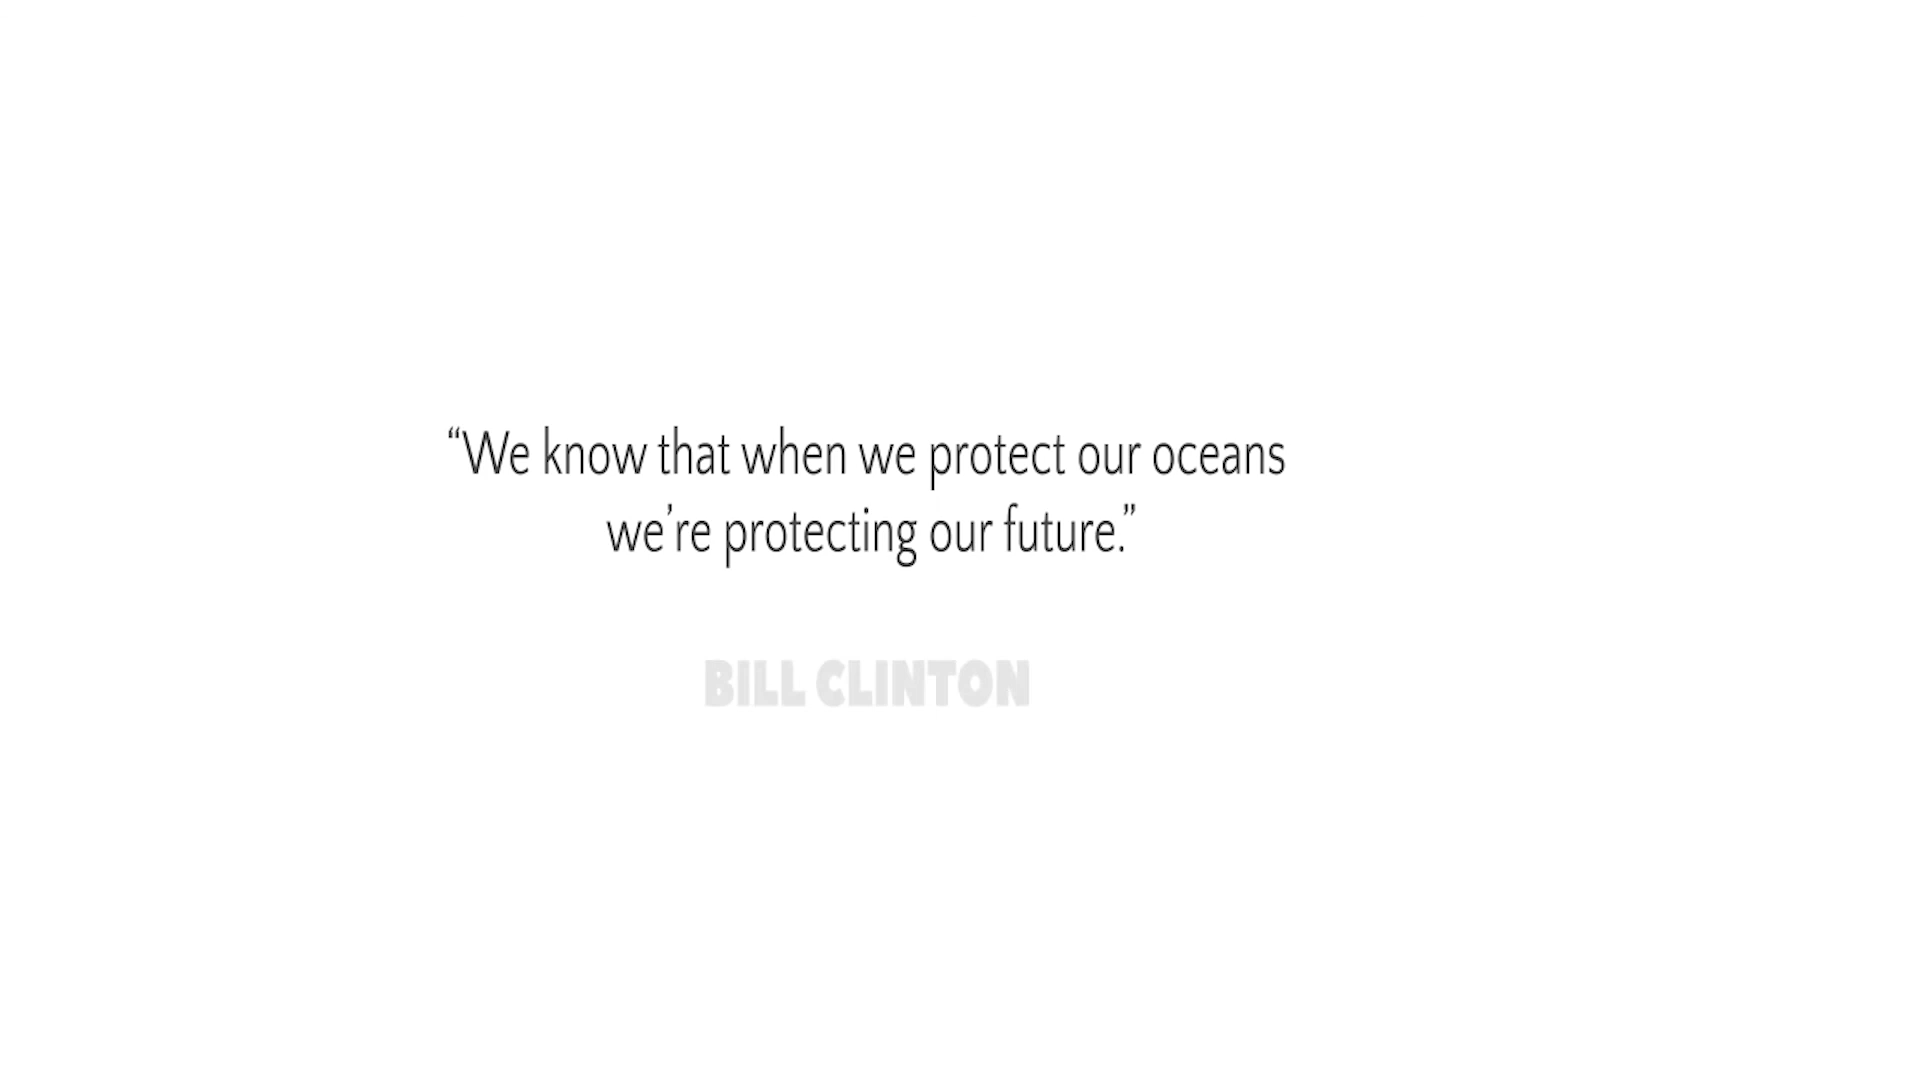 “We know that when we protect our oceans
we’re protecting our future.”
BILL CLINTON